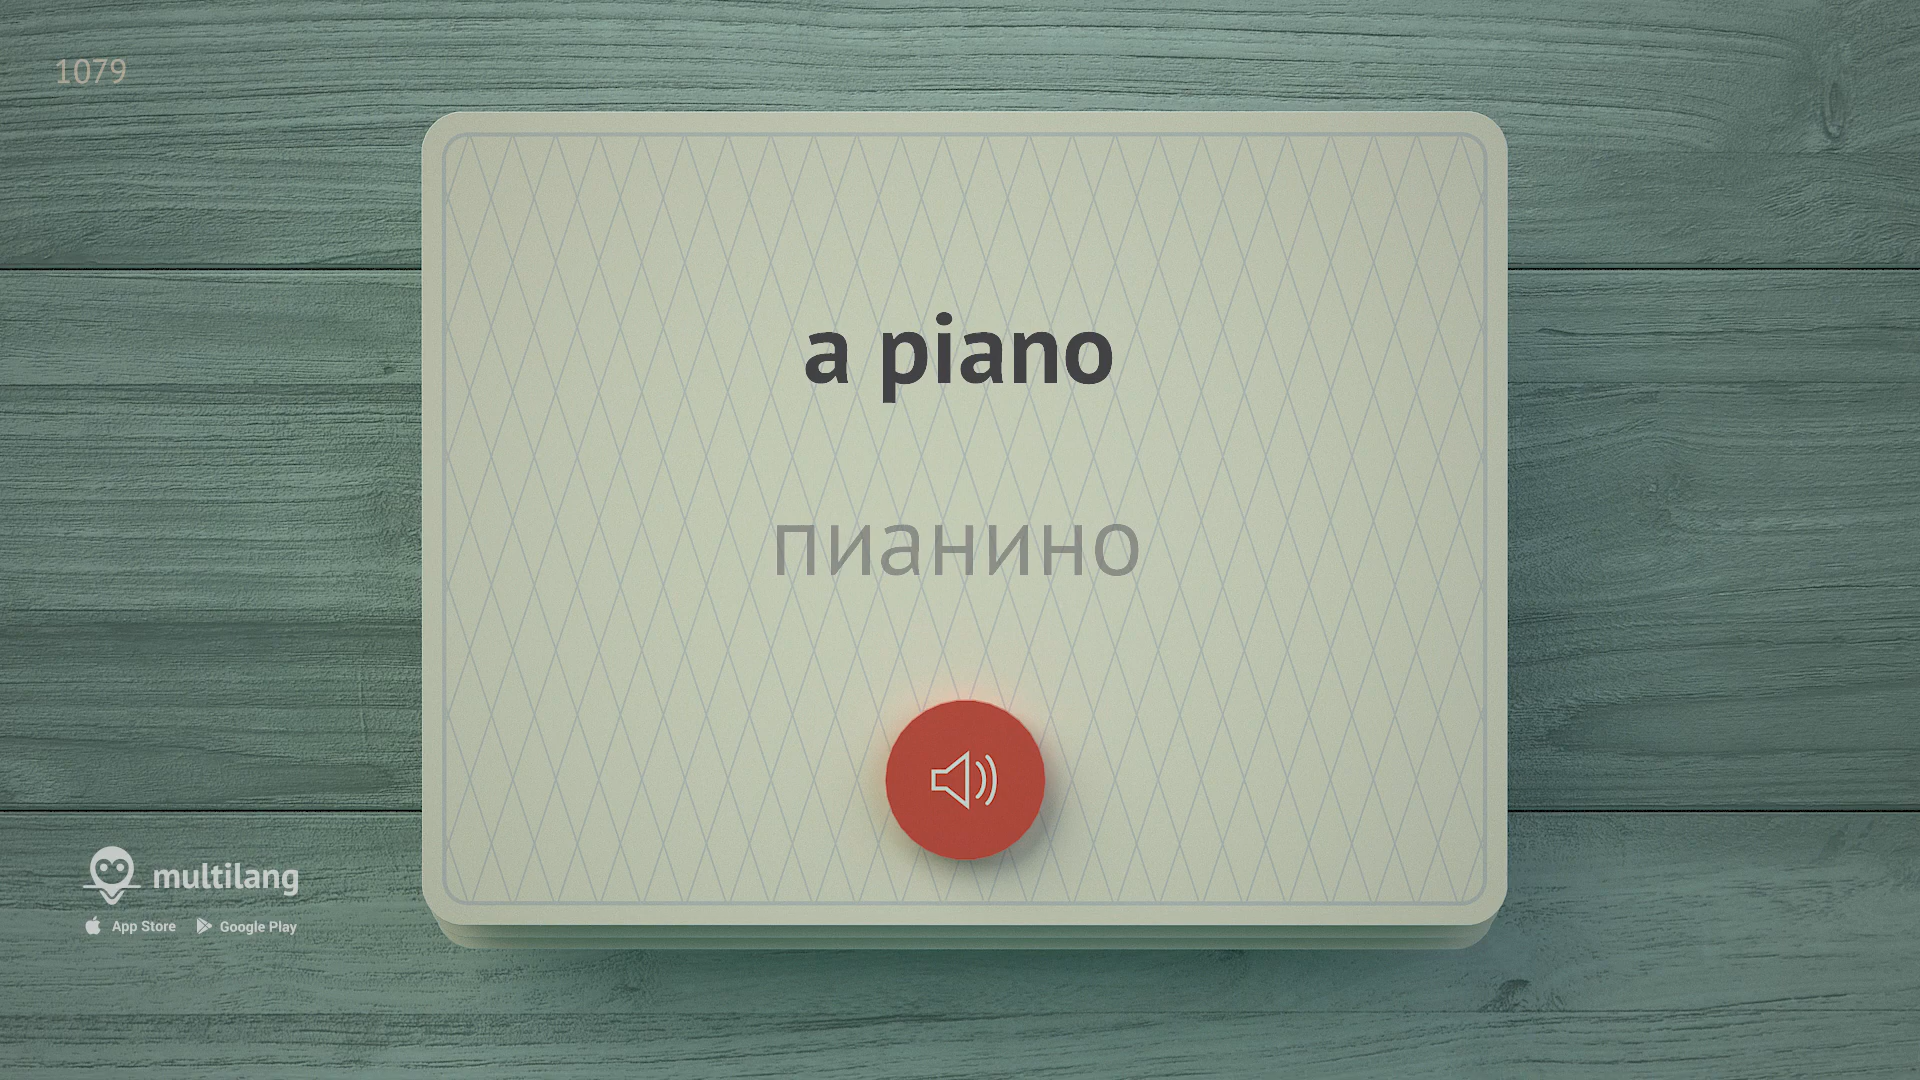 1079
a piano
пианино
multilang
App Store Google Play